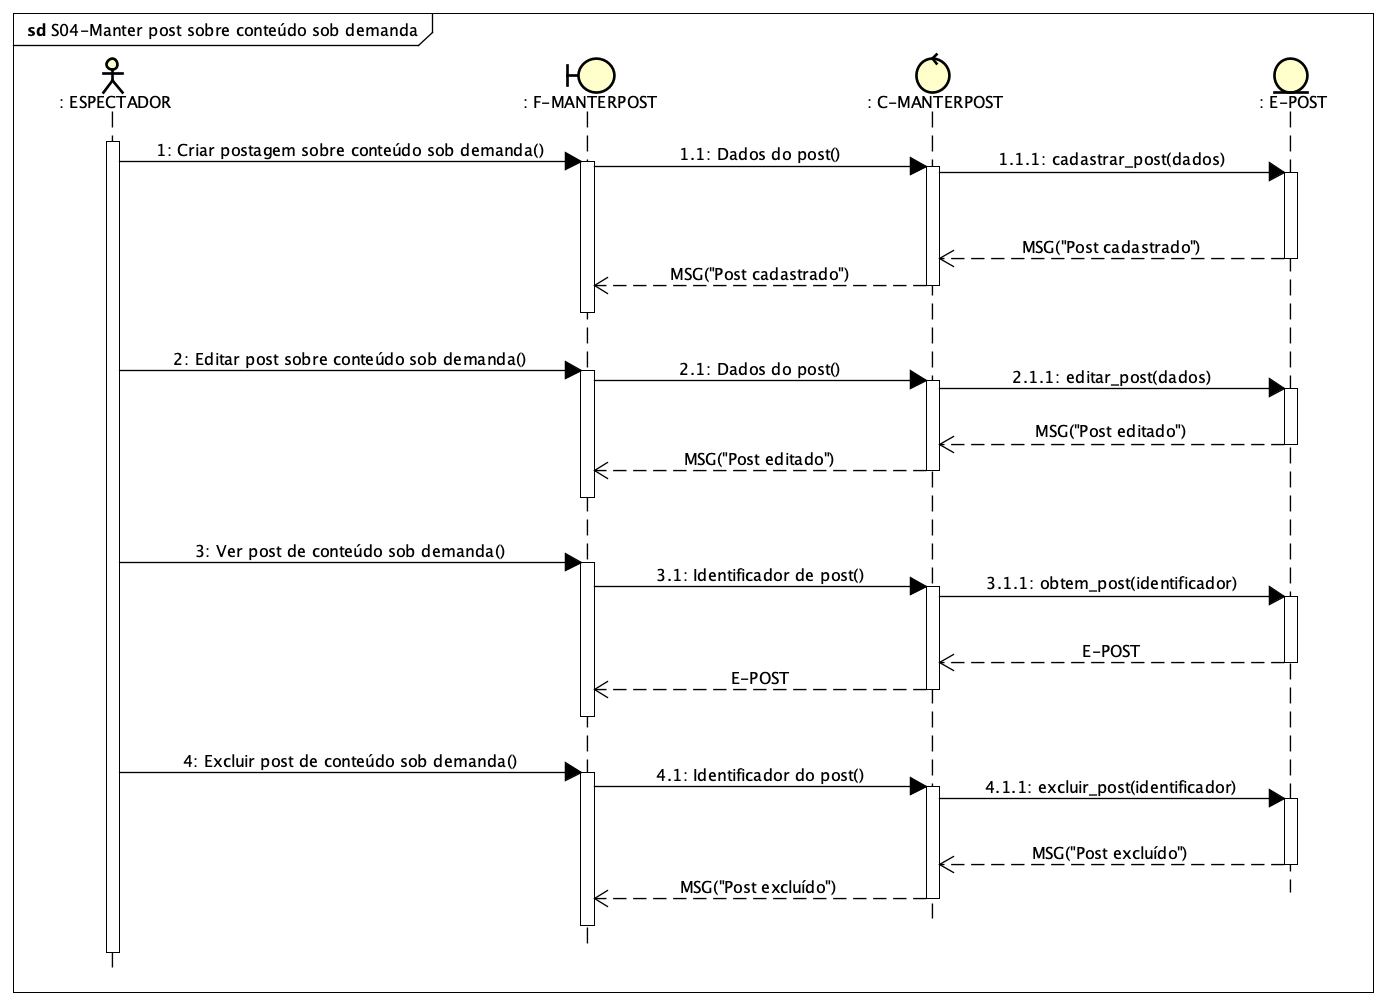 sd S04-Manter post sobre conteúdo sob demanda
: ESPECTADOR
: F-MANTERPOST
: C-MANTERPOST
: E-POST
1: Criar postagem sobre conteúdo sob demanda()
1.1: Dados do post()
1.1.1: cadastrar_post(dados)
MSG("Post cadastrado")
MSG("Post cadastrado")
2: Editar post sobre conteúdo sob demanda()
2.1: Dados do post()
2.1.1: editar_post(dados)
MSG("Post editado")
MSG("Post editado")
3: Ver post de conteúdo sob demanda()
3.1: Identificador de post()
3.1.1: obtem_post(identificador)
E-POST
E-POST
4: Excluir post de conteúdo sob demanda()
4.1: Identificador do post()
4.1.1: excluir_post(identificador)
MSG("Post excluído")
MSG("Post excluído")